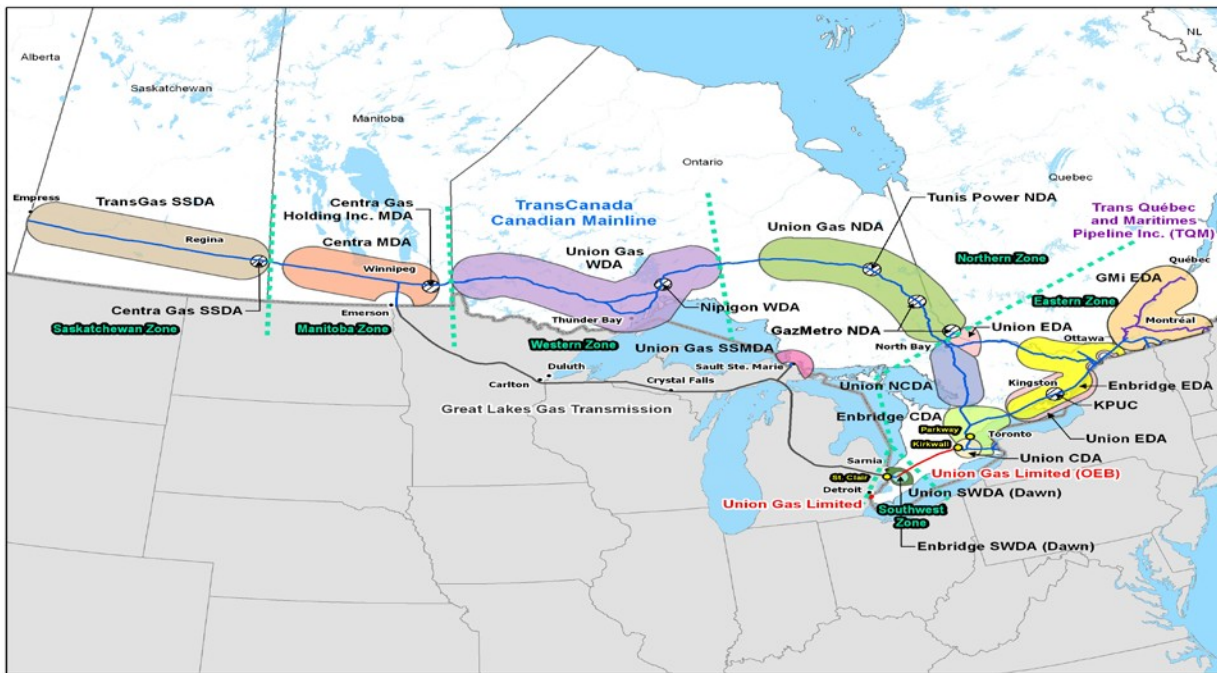 NL
Alberta
Saskatchewan
Manitoba
Ontario
Quebec
Empress
TransGas SSDA
Regina
Centra Gas
Holding Inc. MDA
Centra MDA
Winnipeg
TransCanada
Canadian Mainline
Union Gas
WDA
Union Gas NDA
Tunis Power NDA
Trans Québec
and Maritimes
Pipeline Inc. (TQM)
Northern Zone
Québec
GMi EDA
Eastern Zone
Montréal
Centra Gas SSDA
Emerson
Saskatchewan Zone
Manitoba Zone
Thunder Bay
Nipigon WDA
Western Zone
GazMetro NDA
Union EDA
North Bay
Ottawa
Union Gas SSMDA
Sault Ste. Marie
Duluth
Carlton
Crystal Falls
Great Lakes Gas Transmission
Union NCDA
Kingston
Enbridge EDA
KPUC
Enbridge CDA
Parkway
Toronto
Kirkwall
Union EDA
Union CDA
Sarnia
St. Clair
Union Gas Limited (OEB)
Detroit
Union SWDA (Dawn)
Union Gas Limited
Southwest
Zone
Enbridge SWDA (Dawn)